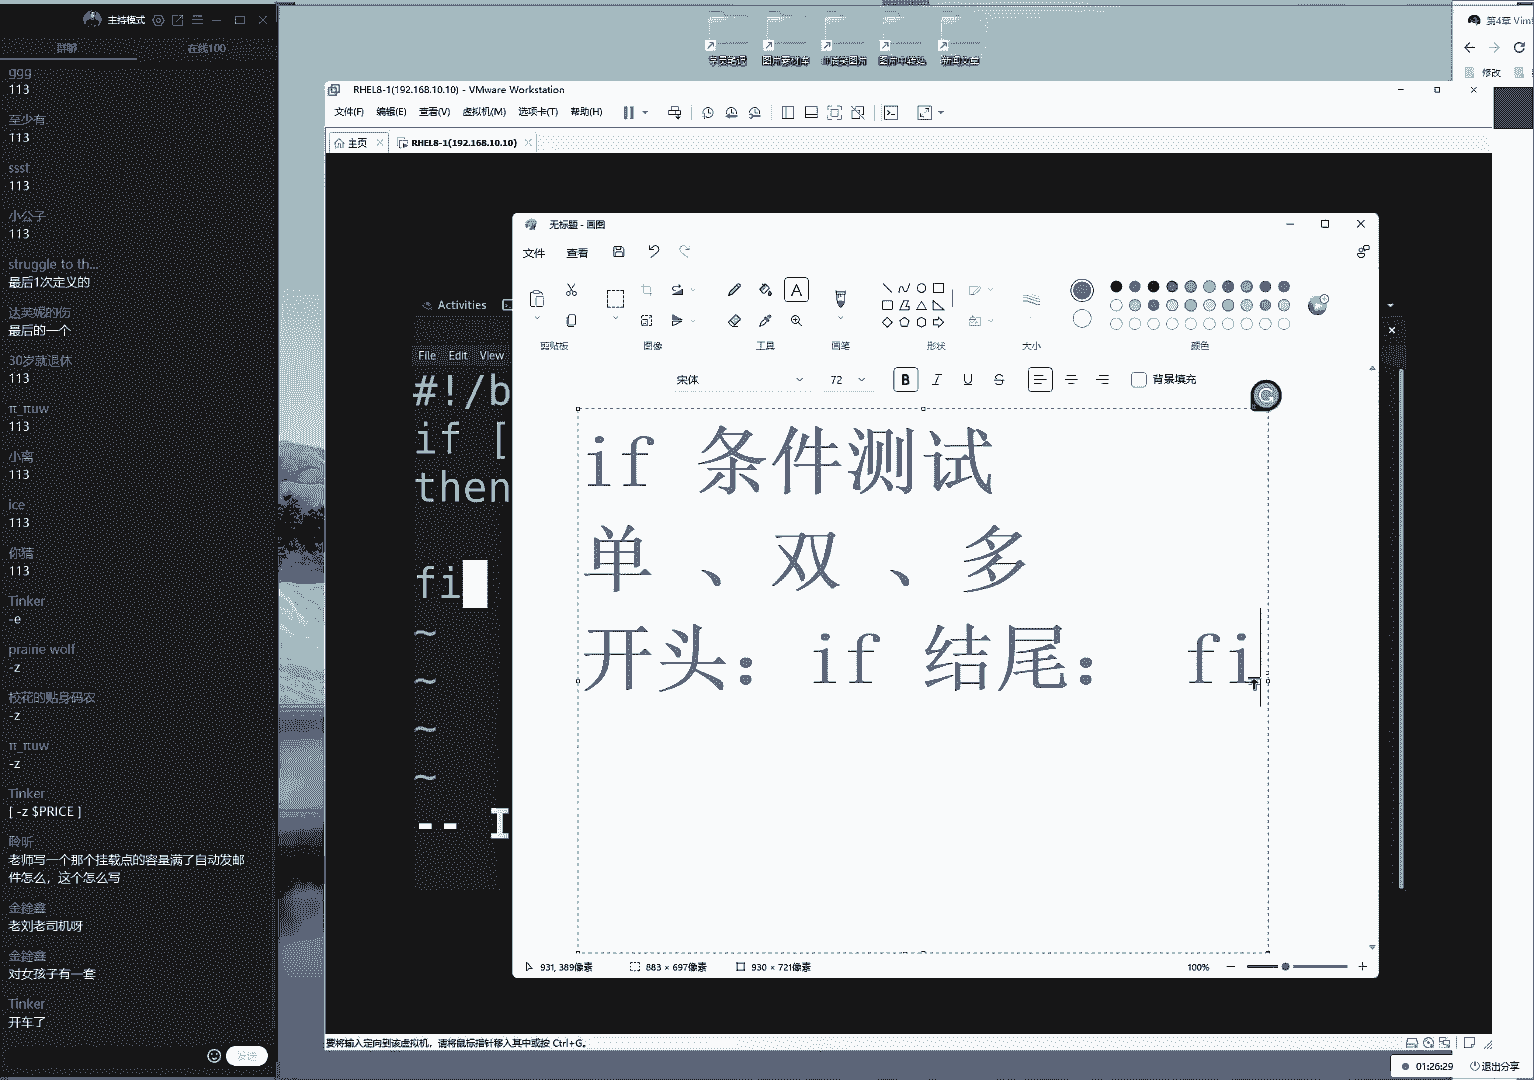 主持模式
群聊
在线100
ggg
113
至少有
113
ssst
113
小公子
113
struggle to th...
最后1次定义的
达芙妮的伤
最后的一个
30岁就退休
113
π_πuw
113
小离
113
ice
113
你猜
113
Tinker
-e
prairie wolf
-z
校花的贴身码农
-z
π_πuw
-z
Tinker
[ -z $PRICE ]
聆听
老师写一个那个挂载点的容量满了自动发邮
件怎么，这个怎么写
金鑫鑫
老刘老司机呀
金鑫鑫
对女孩子有一套
Tinker
开车了
发送
RHEL8-1(192.168.10.10) - VMware Workstation
文件(F) 编辑(E) 查看(V) 虚拟机(M) 选项卡(T) 帮助(H)
主页
RHEL8-1(192.168.10.10)
Activities
File Edit View
#!/b
if [
then
fi
~
~
~
~
-- I
无标题 - 画图
文件 查看
剪贴板 图像 工具 画笔 形状 大小 颜色
宋体 72 B I U S 背景填充
if 条件测试
单 、双 、多
开头：if 结尾： fi
931, 389像素 883 × 697像素 930 × 721像素 100%
要将输入定向到该虚拟机，请将鼠标指针移入其中或按 Ctrl+G。
第4章 Vim
修改
01:26:29 退出分享